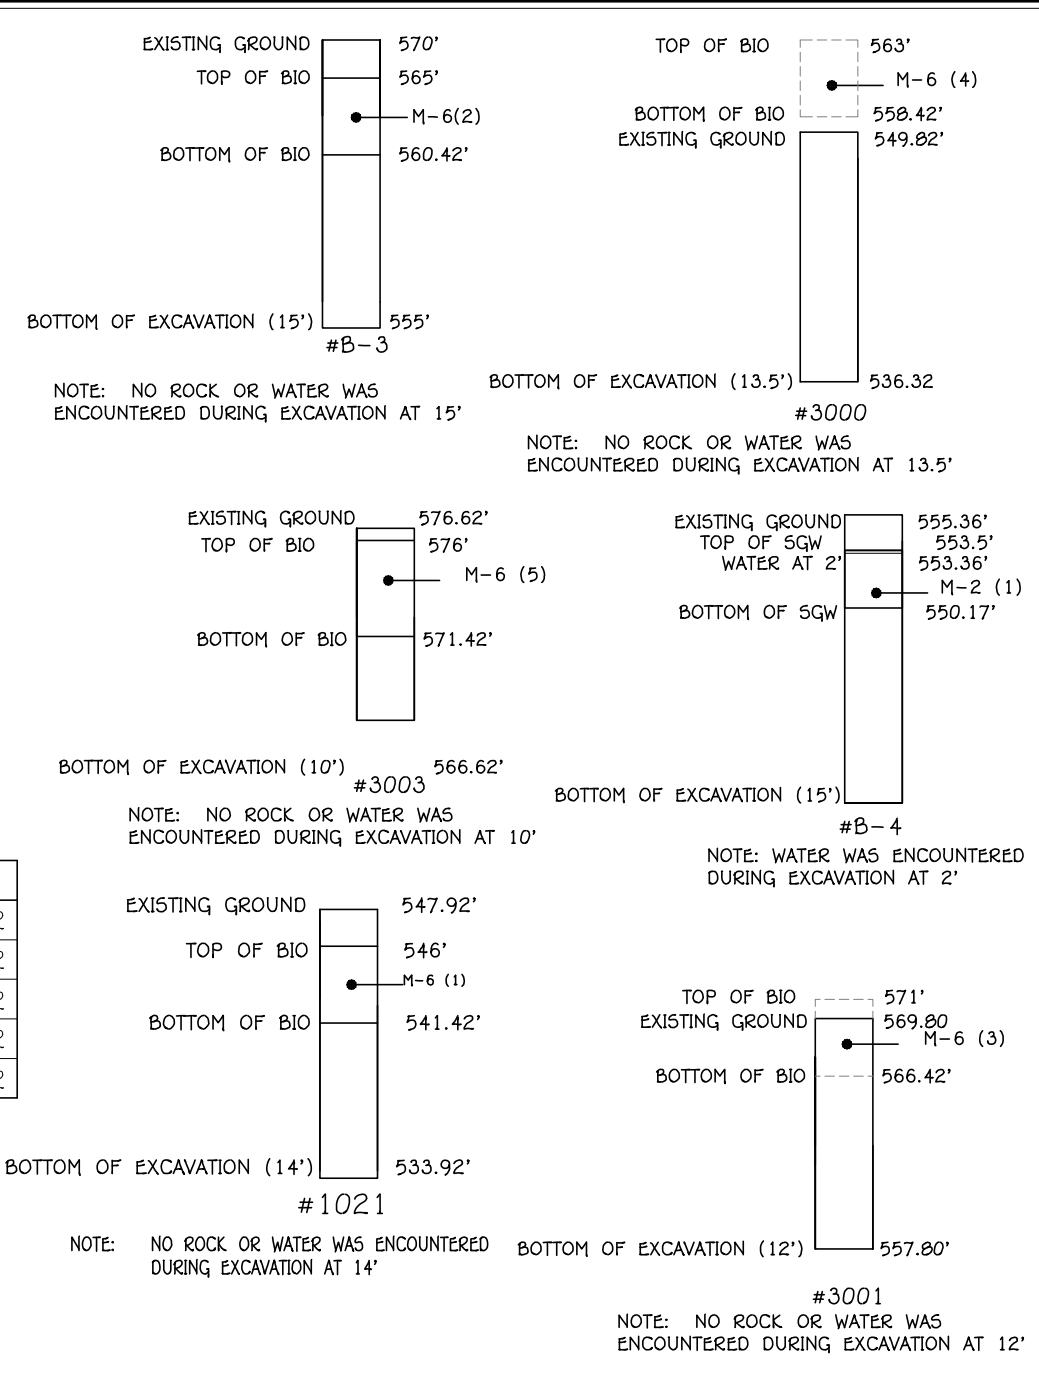 EXISTING GROUND 570'
TOP OF BIO 565'
M-6(2)
BOTTOM OF BIO 560.42'
BOTTOM OF EXCAVATION (15') 555'
#B-3
NOTE: NO ROCK OR WATER WAS
ENCOUNTERED DURING EXCAVATION AT 15'
TOP OF BIO 563'
M-6 (4)
BOTTOM OF BIO 558.42'
EXISTING GROUND 549.82'
BOTTOM OF EXCAVATION (13.5') 536.32
#3000
NOTE: NO ROCK OR WATER WAS
ENCOUNTERED DURING EXCAVATION AT 13.5'
EXISTING GROUND 576.62'
TOP OF BIO 576'
M-6 (5)
BOTTOM OF BIO 571.42'
BOTTOM OF EXCAVATION (10') 566.62'
#3003
NOTE: NO ROCK OR WATER WAS
ENCOUNTERED DURING EXCAVATION AT 10'
EXISTING GROUND 555.36'
TOP OF SGW 553.5'
WATER AT 2' 553.36'
M-2 (1)
BOTTOM OF SGW 550.17'
BOTTOM OF EXCAVATION (15')
#B-4
NOTE: WATER WAS ENCOUNTERED
DURING EXCAVATION AT 2'
EXISTING GROUND 547.92'
TOP OF BIO 546'
M-6 (1)
BOTTOM OF BIO 541.42'
BOTTOM OF EXCAVATION (14') 533.92'
#1021
NOTE: NO ROCK OR WATER WAS ENCOUNTERED
DURING EXCAVATION AT 14'
TOP OF BIO 571'
EXISTING GROUND 569.80
M-6 (3)
BOTTOM OF BIO 566.42'
BOTTOM OF EXCAVATION (12') 557.80'
#3001
NOTE: NO ROCK OR WATER WAS
ENCOUNTERED DURING EXCAVATION AT 12'